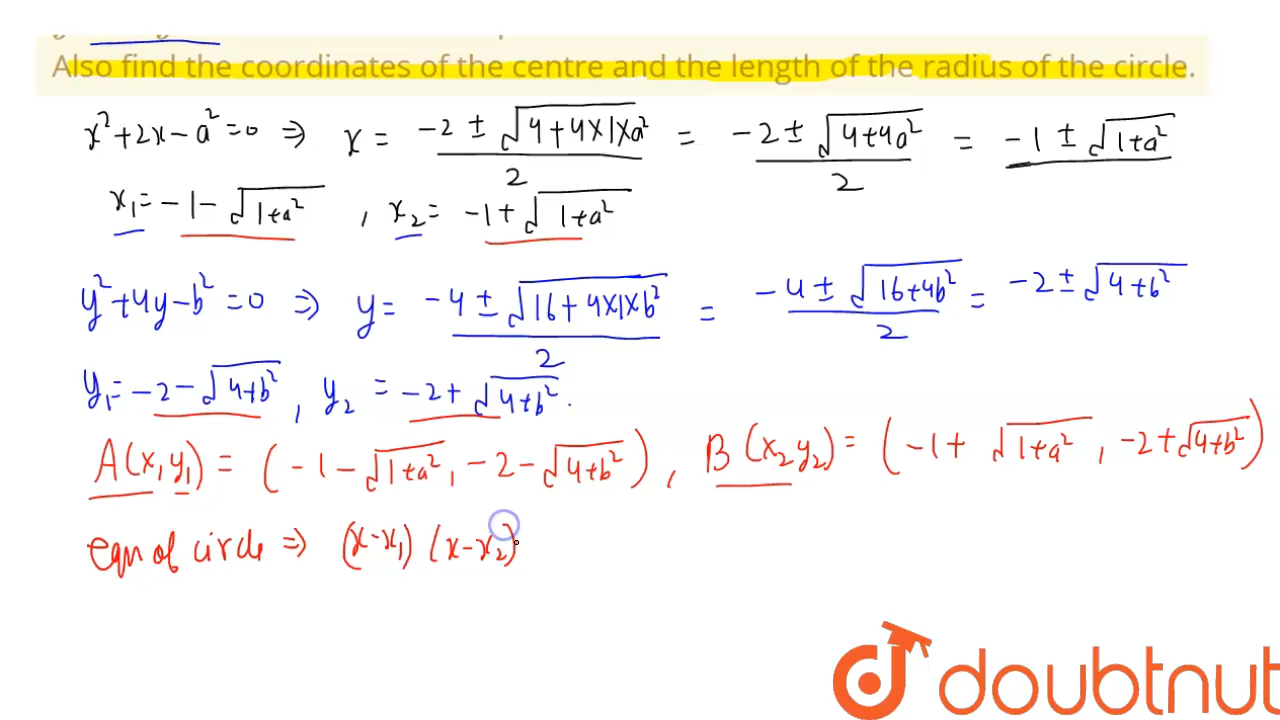 Also find the coordinates of the centre and the length of the radius of the circle.
x²+2x-a²=0 ⇒ x = (-2 ± √(4+4×1×a²))/2 = (-2 ± √(4+4a²))/2 = -1 ± √(1+a²)
x₁=-1-√(1+a²) , x₂= -1+√(1+a²)
y²+4y-b²=0 ⇒ y= (-4 ± √(16+4×1×b²))/2 = (-4 ± √(16+4b²))/2 = -2 ± √(4+b²)
y₁=-2-√(4+b²) , y₂ = -2+√(4+b²).
A(x,y₁) = (-1-√(1+a²), -2-√(4+b²)), B(x₂y₂) = (-1+√(1+a²), -2+√(4+b²))
eqn of circle ⇒ (x-x₁) (x-x₂)
doubtnut